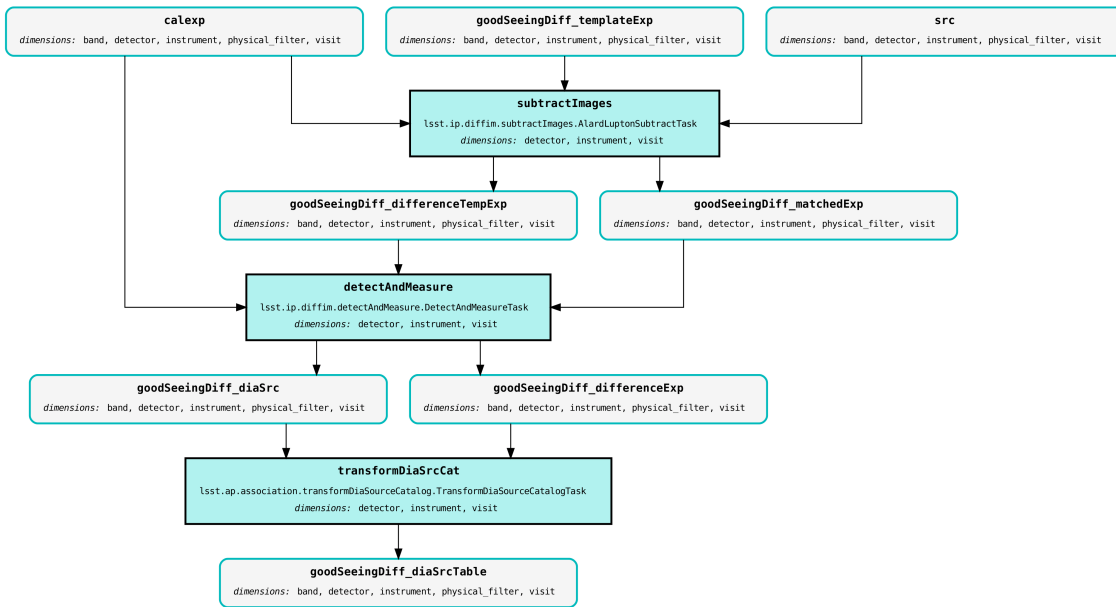 calexp
dimensions: band, detector, instrument, physical_filter, visit
goodSeeingDiff_templateExp
dimensions: band, detector, instrument, physical_filter, visit
src
dimensions: band, detector, instrument, physical_filter, visit
subtractImages
lsst.ip.diffim.subtractImages.AlardLuptonSubtractTask
dimensions: detector, instrument, visit
goodSeeingDiff_differenceTempExp
dimensions: band, detector, instrument, physical_filter, visit
goodSeeingDiff_matchedExp
dimensions: band, detector, instrument, physical_filter, visit
detectAndMeasure
lsst.ip.diffim.detectAndMeasure.DetectAndMeasureTask
dimensions: detector, instrument, visit
goodSeeingDiff_diaSrc
dimensions: band, detector, instrument, physical_filter, visit
goodSeeingDiff_differenceExp
dimensions: band, detector, instrument, physical_filter, visit
transformDiaSrcCat
lsst.ap.association.transformDiaSourceCatalog.TransformDiaSourceCatalogTask
dimensions: detector, instrument, visit
goodSeeingDiff_diaSrcTable
dimensions: band, detector, instrument, physical_filter, visit